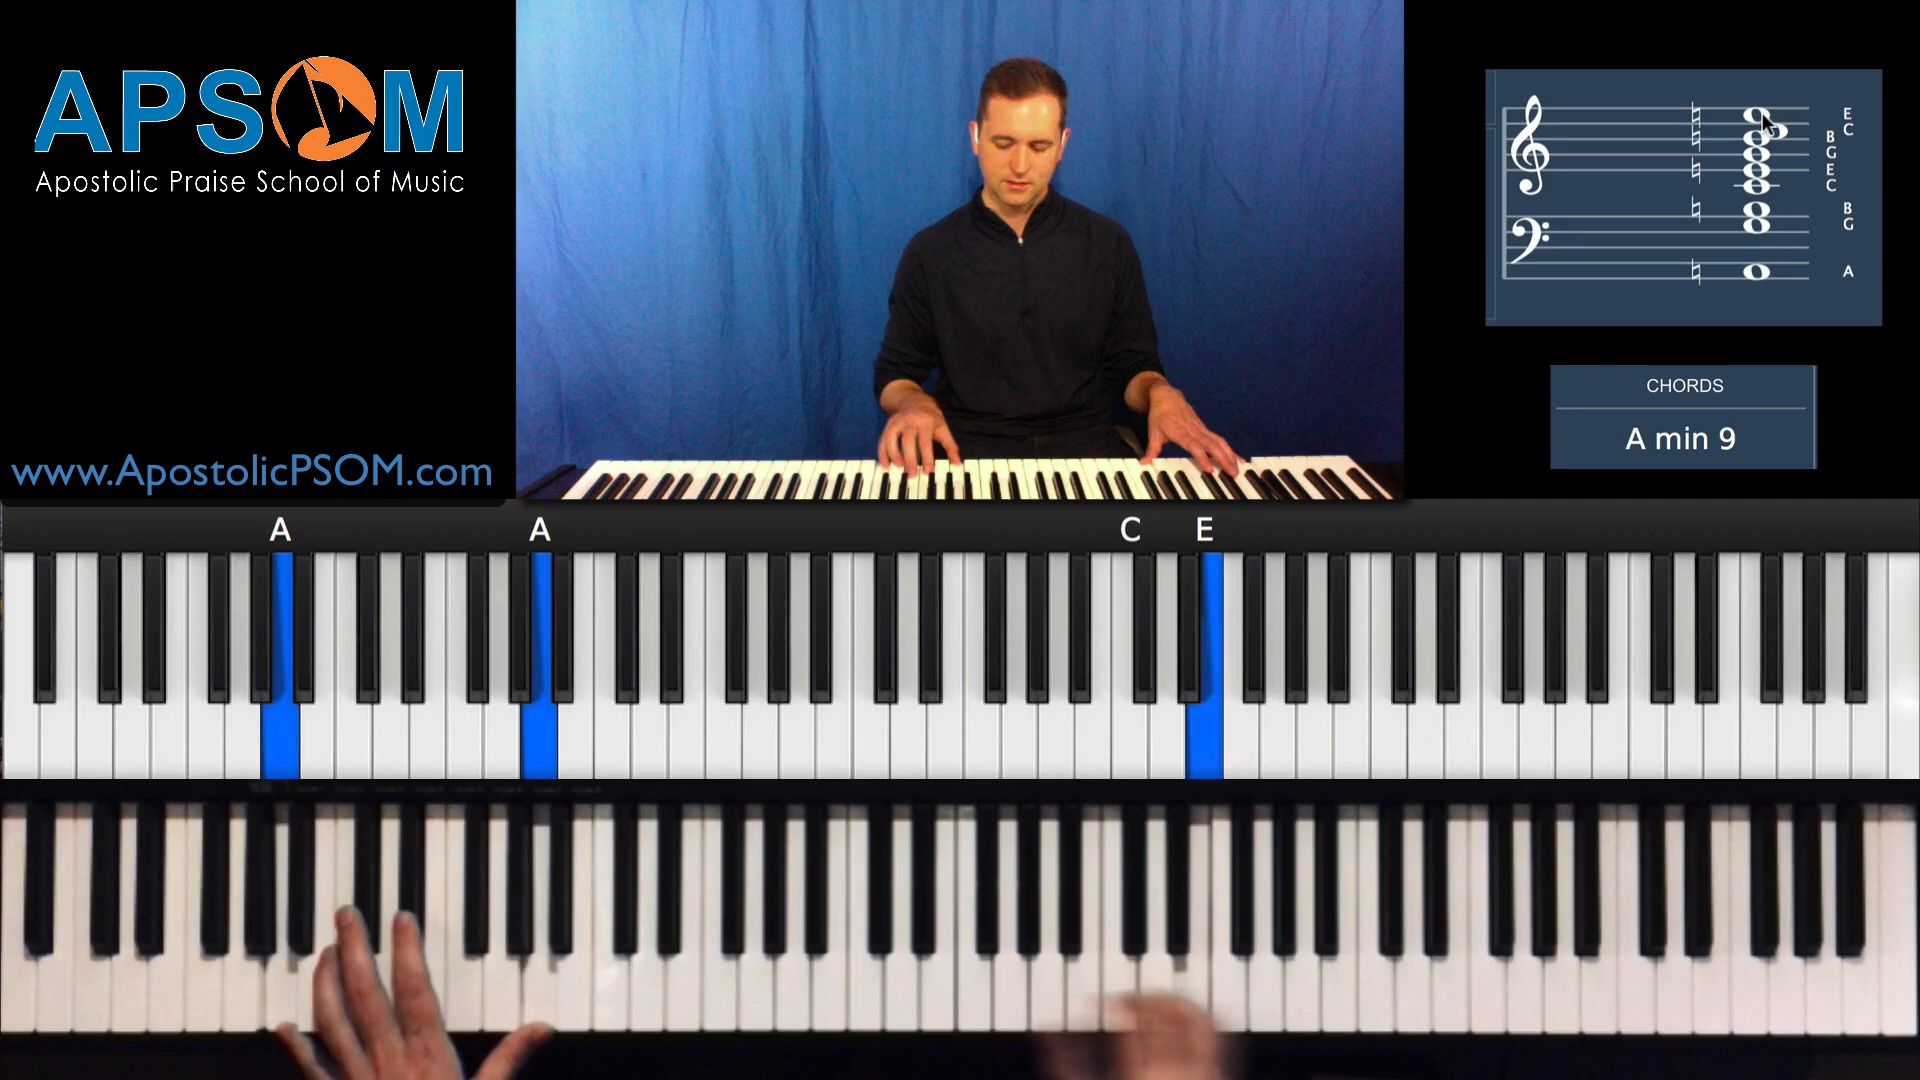 APSOM
Apostolic Praise School of Music
www.ApostolicPSOM.com
E
C
B
G
E
C
B
G
A
CHORDS
A min 9
A A C E